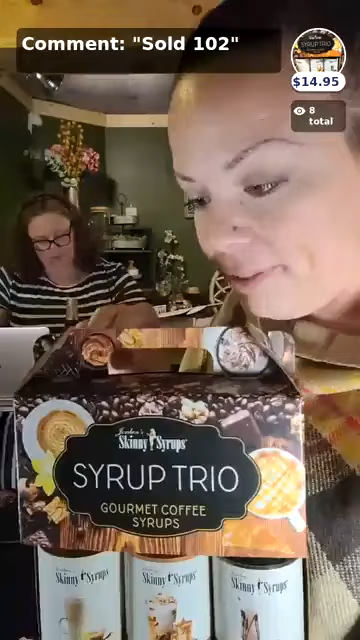 Comment: "Sold 102"
SYRUP TRIO
$14.95
8
total
Jordan's
Skinny Syrups
SYRUP TRIO
GOURMET COFFEE
SYRUPS
Skinny Syrups
Skinny Syrups
Skinny Syrups